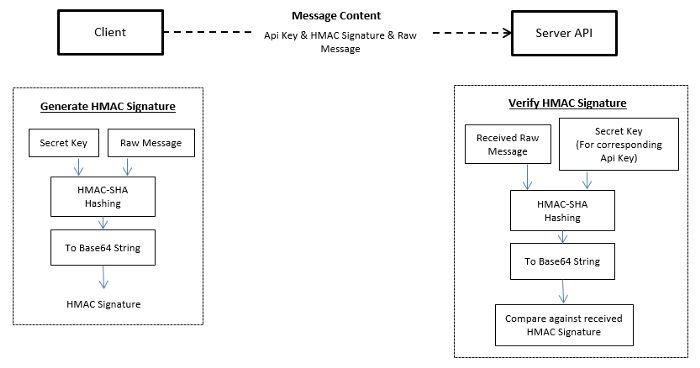 Client
Message Content
Api Key & HMAC Signature & Raw
Message
Server API
Generate HMAC Signature
Secret Key
Raw Message
HMAC-SHA
Hashing
To Base64 String
HMAC Signature
Verify HMAC Signature
Received Raw
Message
Secret Key
(For corresponding
Api Key)
HMAC-SHA
Hashing
To Base64 String
Compare against received
HMAC Signature